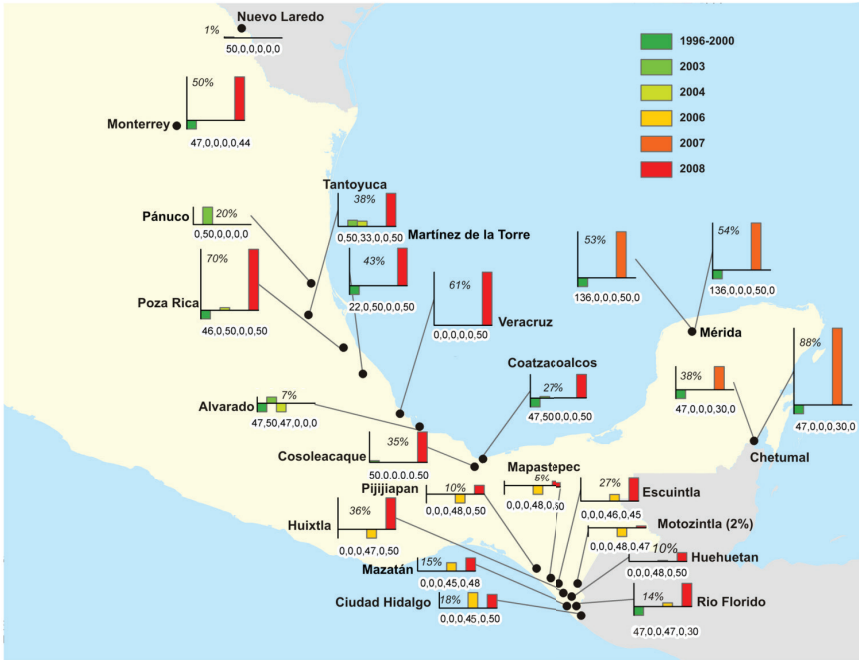 Nuevo Laredo
1%
50,0,0,0,0,0
1996-2000
2003
2004
2006
2007
2008
50%
Monterrey
47,0,0,0,0,44
Tantoyuca
38%
0,50,33,0,0,50
Pánuco
20%
0,50,0,0,0,0
Martínez de la Torre
43%
22,0,50,0,0,50
70%
Poza Rica
46,0,50,0,0,50
61%
Veracruz
0,0,0,0,0,50
53%
136,0,0,0,50,0
54%
136,0,0,0,50,0
Mérida
88%
47,0,0,0,30,0
38%
47,0,0,0,30,0
Chetumal
Coatzacoalcos
27%
47,50,0,0,0,50
7%
Alvarado
47,50,47,0,0,0
35%
Cosoleacaque
50,0,0,0,0,50
Pijijiapan
10%
0,0,0,48,0,50
Mapastepec
5%
0,0,0,48,0,50
27%
Escuintla
0,0,0,46,0,45
36%
Huixtla
0,0,0,47,0,50
Motozintla (2%)
0,0,0,48,0,47
10%
Huehuetan
0,0,0,48,0,50
15%
Mazatán
0,0,0,45,0,48
18%
Ciudad Hidalgo
0,0,0,45,0,50
14%
Rio Florido
47,0,0,47,0,30